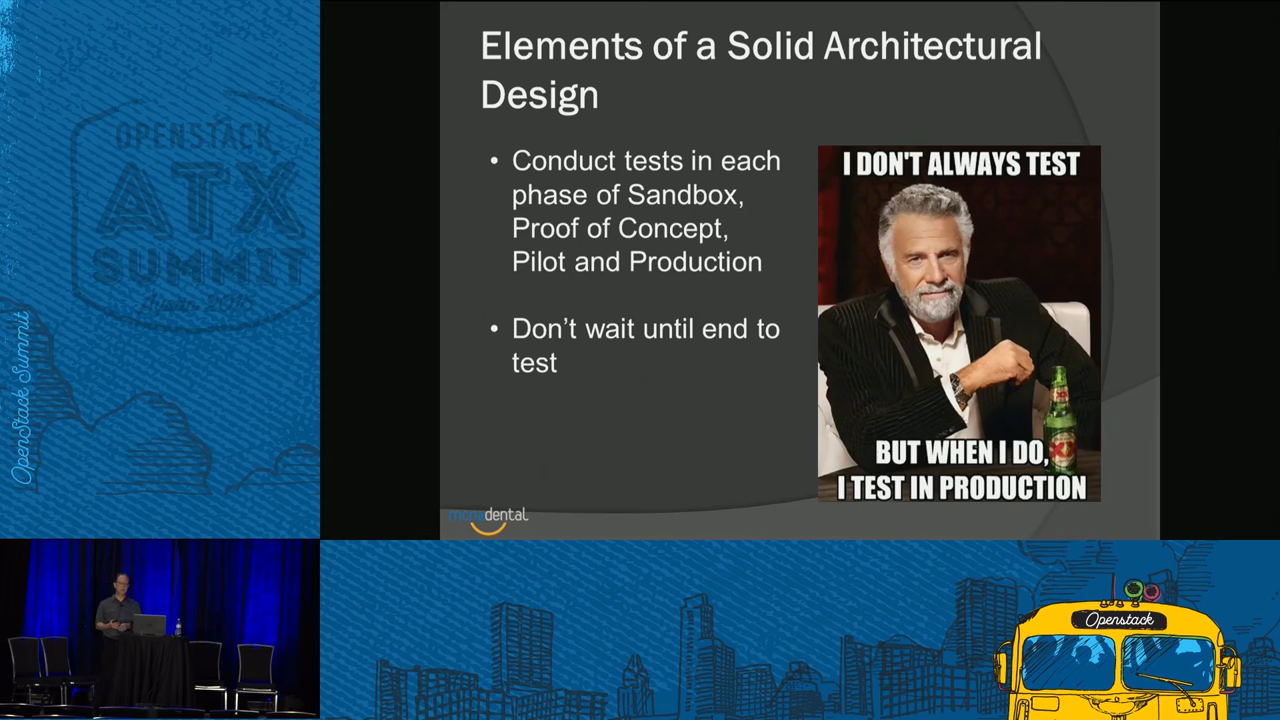 Elements of a Solid Architectural
Design
• Conduct tests in each
phase of Sandbox,
Proof of Concept,
Pilot and Production
• Don’t wait until end to
test
I DON'T ALWAYS TEST
BUT WHEN I DO,
I TEST IN PRODUCTION
XX
mcnadental
OPENSTACK
ATX
SUMMIT
OpenStack Summit
Openstack